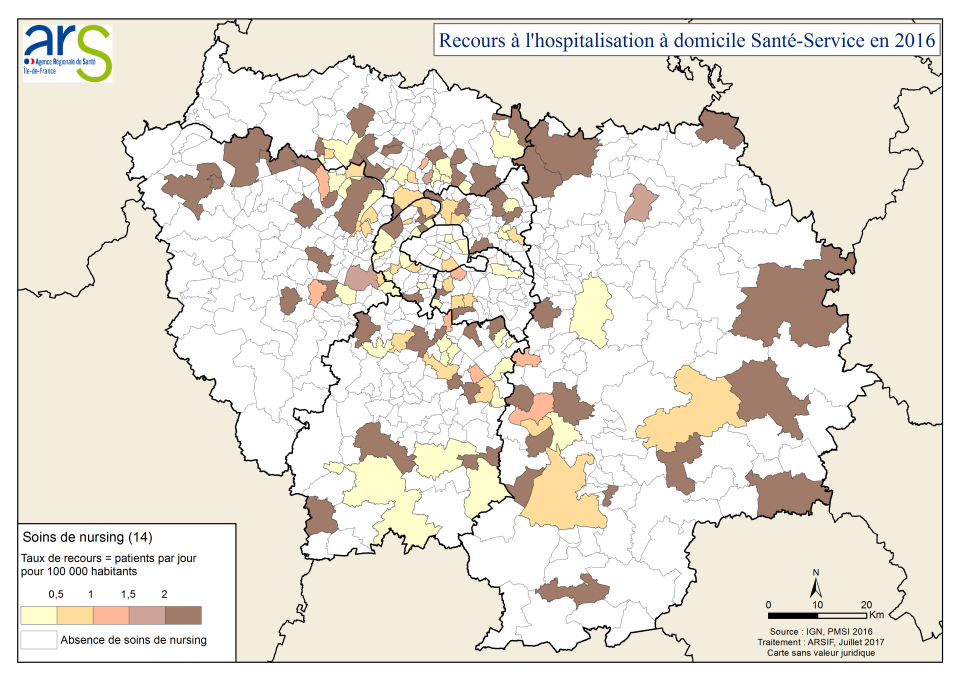 ars
Agence Régionale de Santé
Île-de-France
Recours à l'hospitalisation à domicile Santé-Service en 2016
Soins de nursing (14)
Taux de recours = patients par jour
pour 100 000 habitants
0,5 1 1,5 2
Absence de soins de nursing
N
0 10 20
Km
Source : IGN, PMSI 2016
Traitement : ARSIF, Juillet 2017
Carte sans valeur juridique